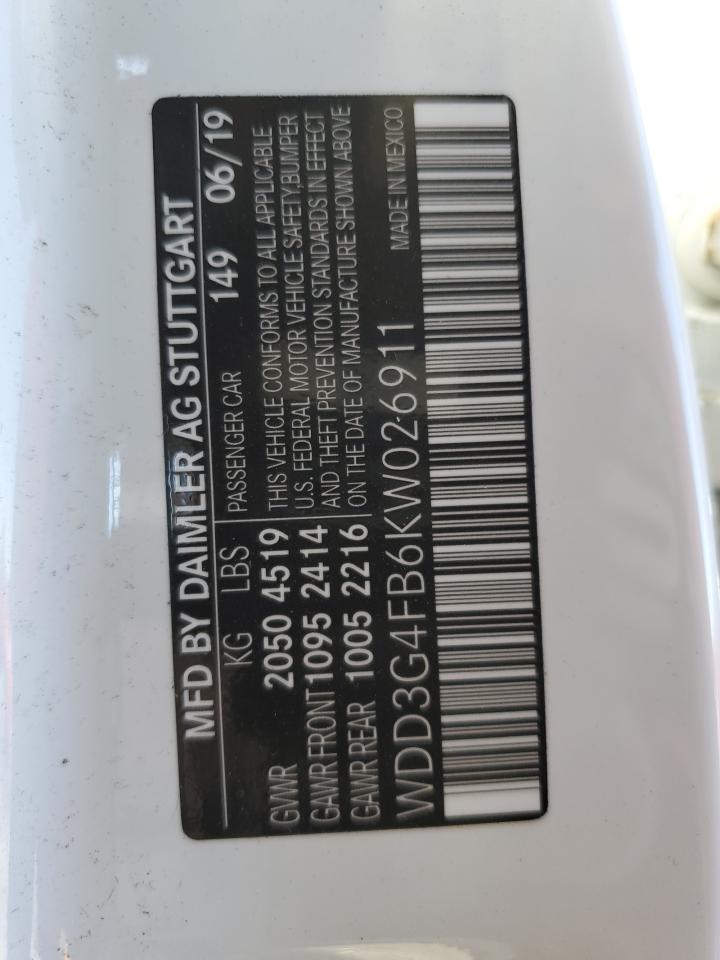 MFD BY DAIMLER AG STUTTGART
KG LBS PASSENGER CAR 149 06/19
GVWR 2050 4519 THIS VEHICLE CONFORMS TO ALL APPLICABLE
U.S. FEDERAL MOTOR VEHICLE SAFETY,BUMPER
GAWR FRONT 1095 2414 AND THEFT PREVENTION STANDARDS IN EFFECT
GAWR REAR 1005 2216 ON THE DATE OF MANUFACTURE SHOWN ABOVE
MADE IN MEXICO
WDD3G4FB6KW026911